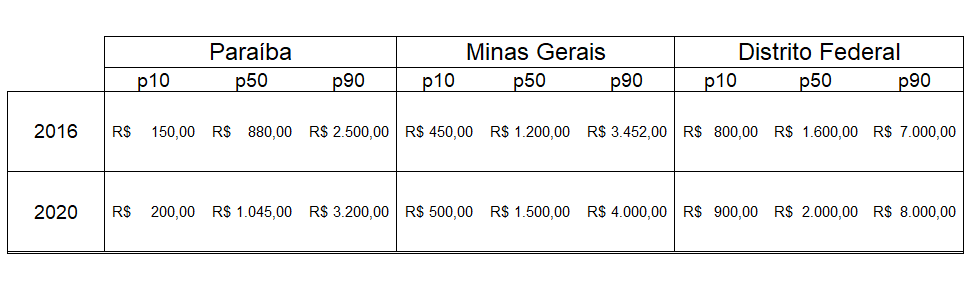 Paraíba Minas Gerais Distrito Federal
p10 p50 p90 p10 p50 p90 p10 p50 p90
2016 R$ 150,00 R$ 880,00 R$ 2.500,00 R$ 450,00 R$ 1.200,00 R$ 3.452,00 R$ 800,00 R$ 1.600,00 R$ 7.000,00
2020 R$ 200,00 R$ 1.045,00 R$ 3.200,00 R$ 500,00 R$ 1.500,00 R$ 4.000,00 R$ 900,00 R$ 2.000,00 R$ 8.000,00